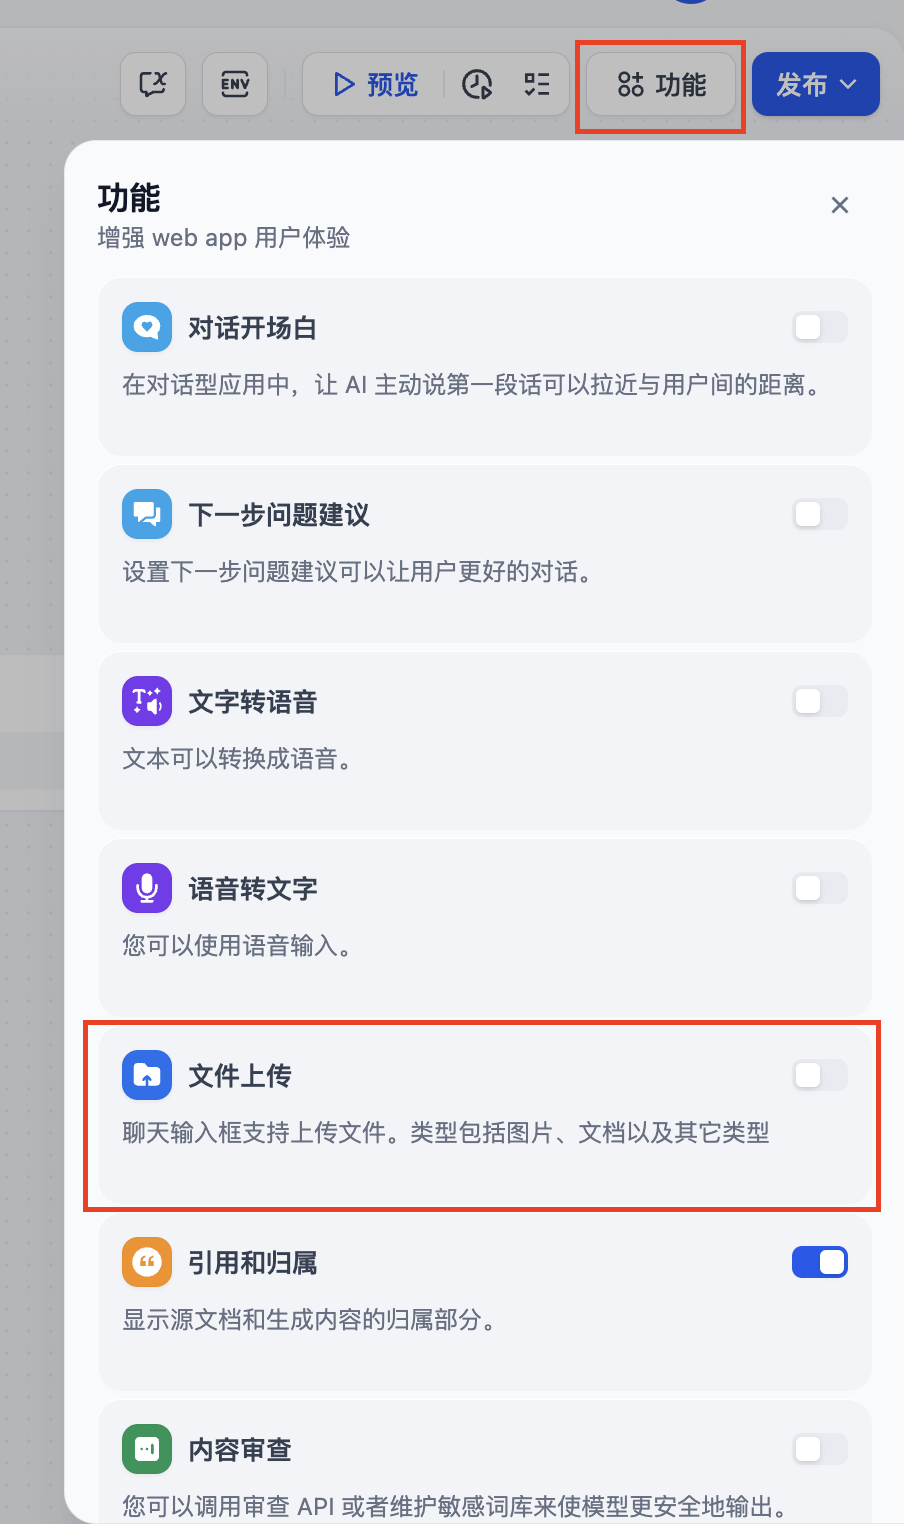 ENV
预览
功能
发布
功能
增强 web app 用户体验
对话开场白
在对话型应用中，让 AI 主动说第一段话可以拉近与用户间的距离。
下一步问题建议
设置下一步问题建议可以让用户更好的对话。
文字转语音
文本可以转换成语音。
语音转文字
您可以使用语音输入。
文件上传
聊天输入框支持上传文件。类型包括图片、文档以及其它类型
引用和归属
显示源文档和生成内容的归属部分。
内容审查
您可以调用审查 API 或者维护敏感词库来使模型更安全地输出。